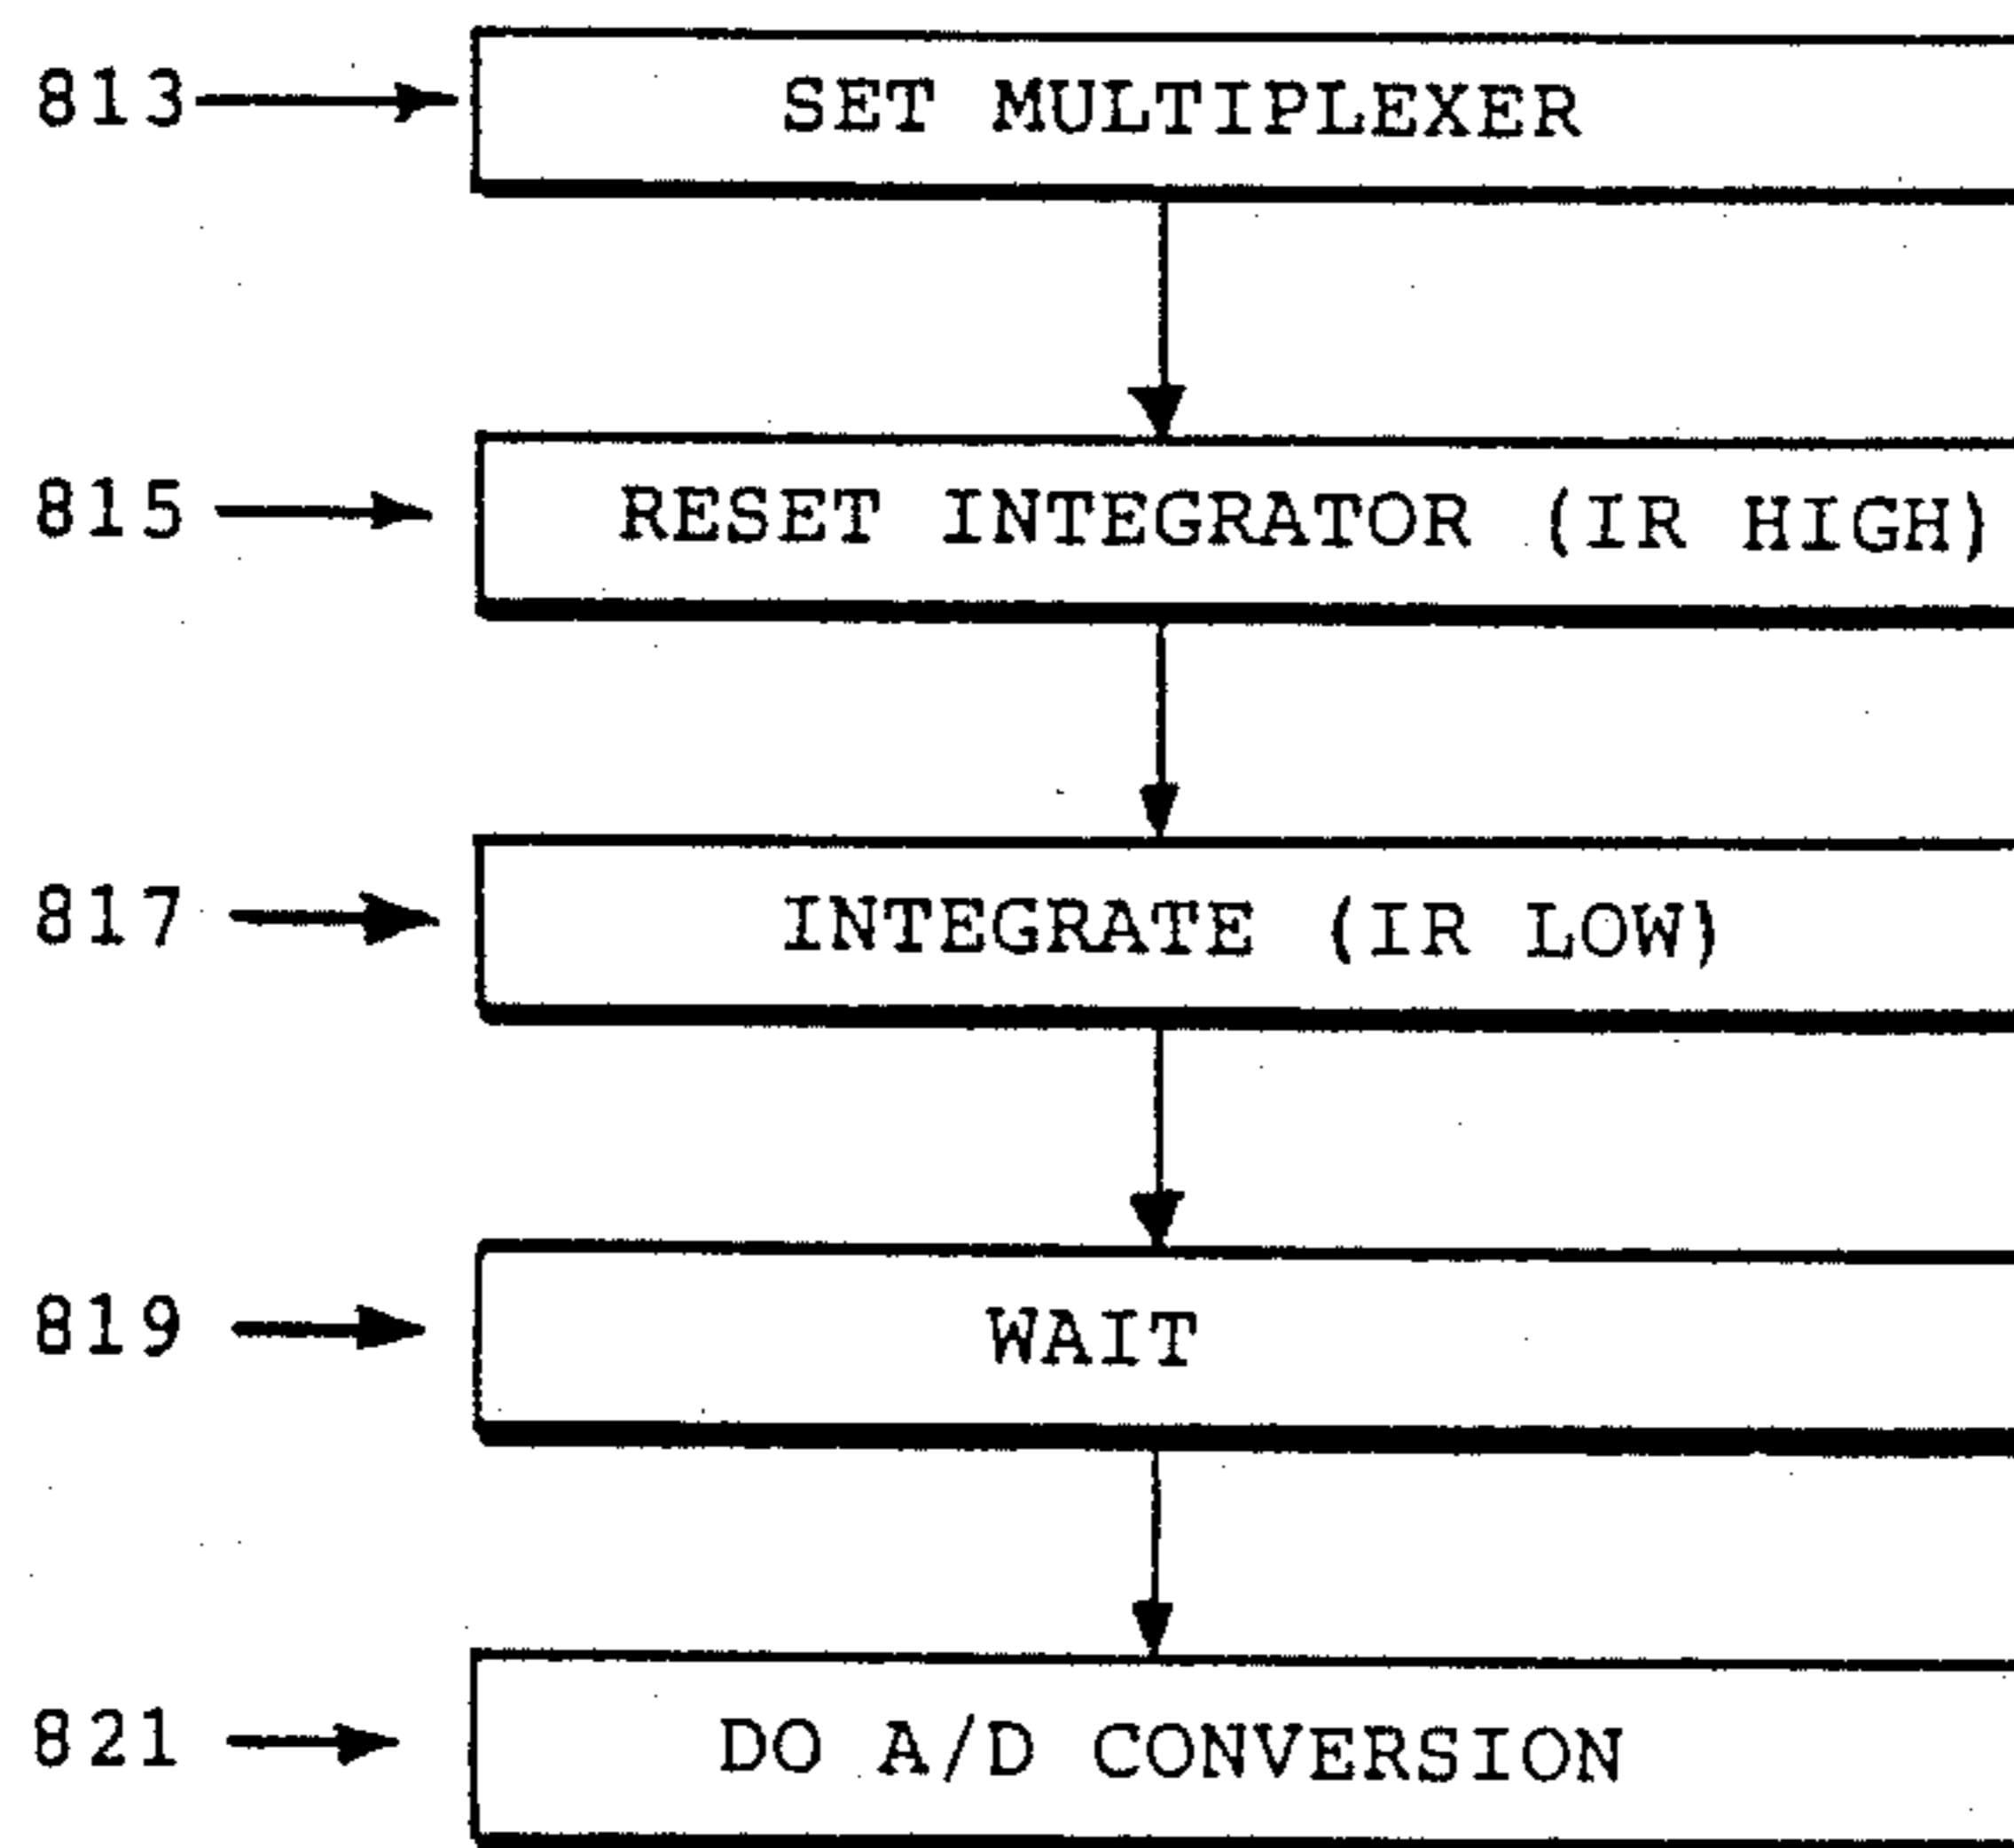 813 SET MULTIPLEXER
815 RESET INTEGRATOR (IR HIGH)
817 INTEGRATE (IR LOW)
819 WAIT
821 DO A/D CONVERSION